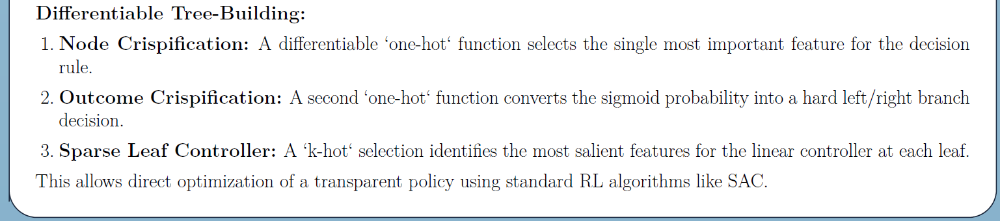 Differentiable Tree-Building:
1. Node Crispification: A differentiable ‘one-hot‘ function selects the single most important feature for the decision
rule.
2. Outcome Crispification: A second ‘one-hot‘ function converts the sigmoid probability into a hard left/right branch
decision.
3. Sparse Leaf Controller: A ‘k-hot‘ selection identifies the most salient features for the linear controller at each leaf.
This allows direct optimization of a transparent policy using standard RL algorithms like SAC.